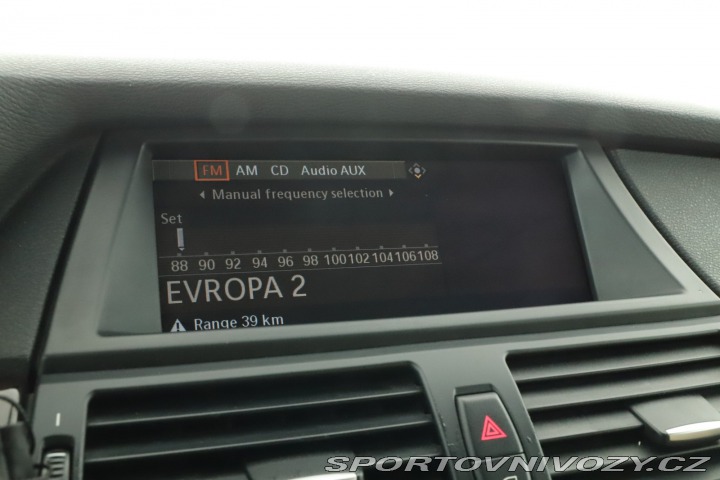 FM AM CD Audio AUX
Manual frequency selection
Set
88 90 92 94 96 98 100 102 104 106 108
EVROPA 2
Range 39 km
SPORTOVNIVOZY.CZ